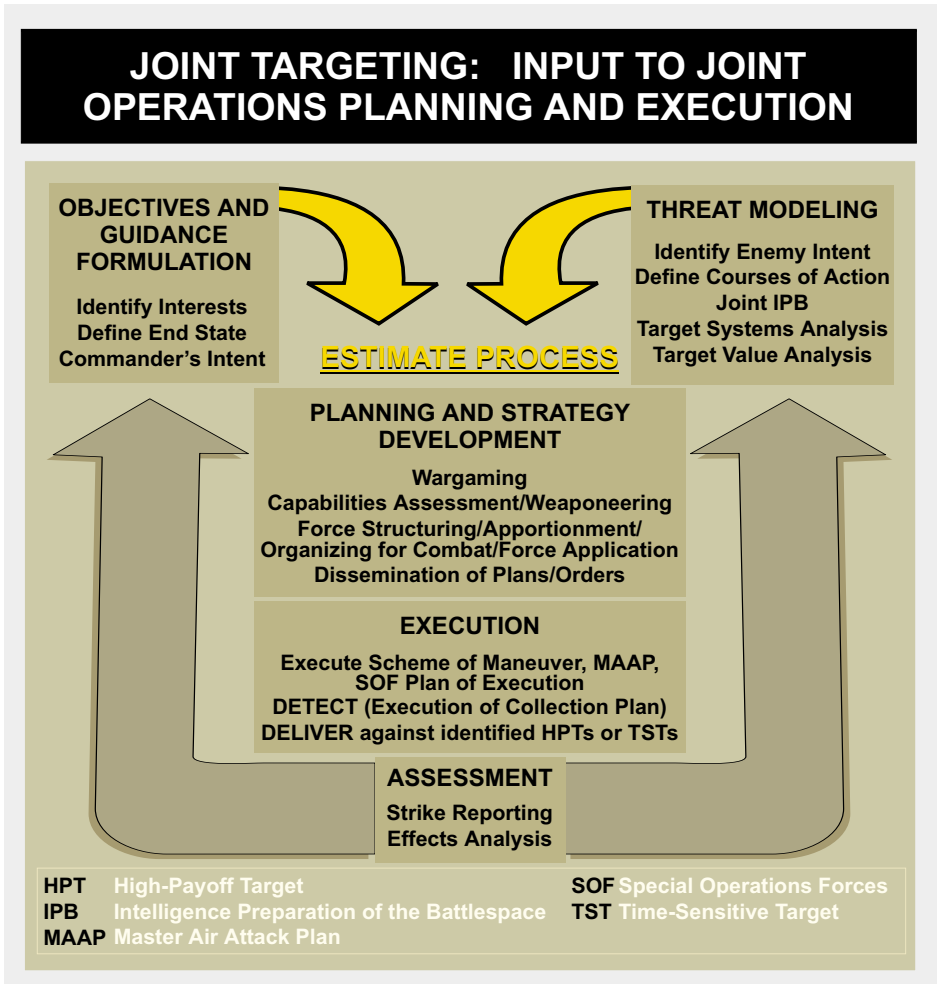 JOINT TARGETING: INPUT TO JOINT
OPERATIONS PLANNING AND EXECUTION
OBJECTIVES AND
GUIDANCE
FORMULATION
Identify Interests
Define End State
Commander's Intent
THREAT MODELING
Identify Enemy Intent
Define Courses of Action
Joint IPB
Target Systems Analysis
Target Value Analysis
ESTIMATE PROCESS
PLANNING AND STRATEGY
DEVELOPMENT
Wargaming
Capabilities Assessment/Weaponeering
Force Structuring/Apportionment/
Organizing for Combat/Force Application
Dissemination of Plans/Orders
EXECUTION
Execute Scheme of Maneuver, MAAP,
SOF Plan of Execution
DETECT (Execution of Collection Plan)
DELIVER against identified HPTs or TSTs
ASSESSMENT
Strike Reporting
Effects Analysis
HPT High-Payoff Target
IPB Intelligence Preparation of the Battlespace
MAAP Master Air Attack Plan
SOF Special Operations Forces
TST Time-Sensitive Target